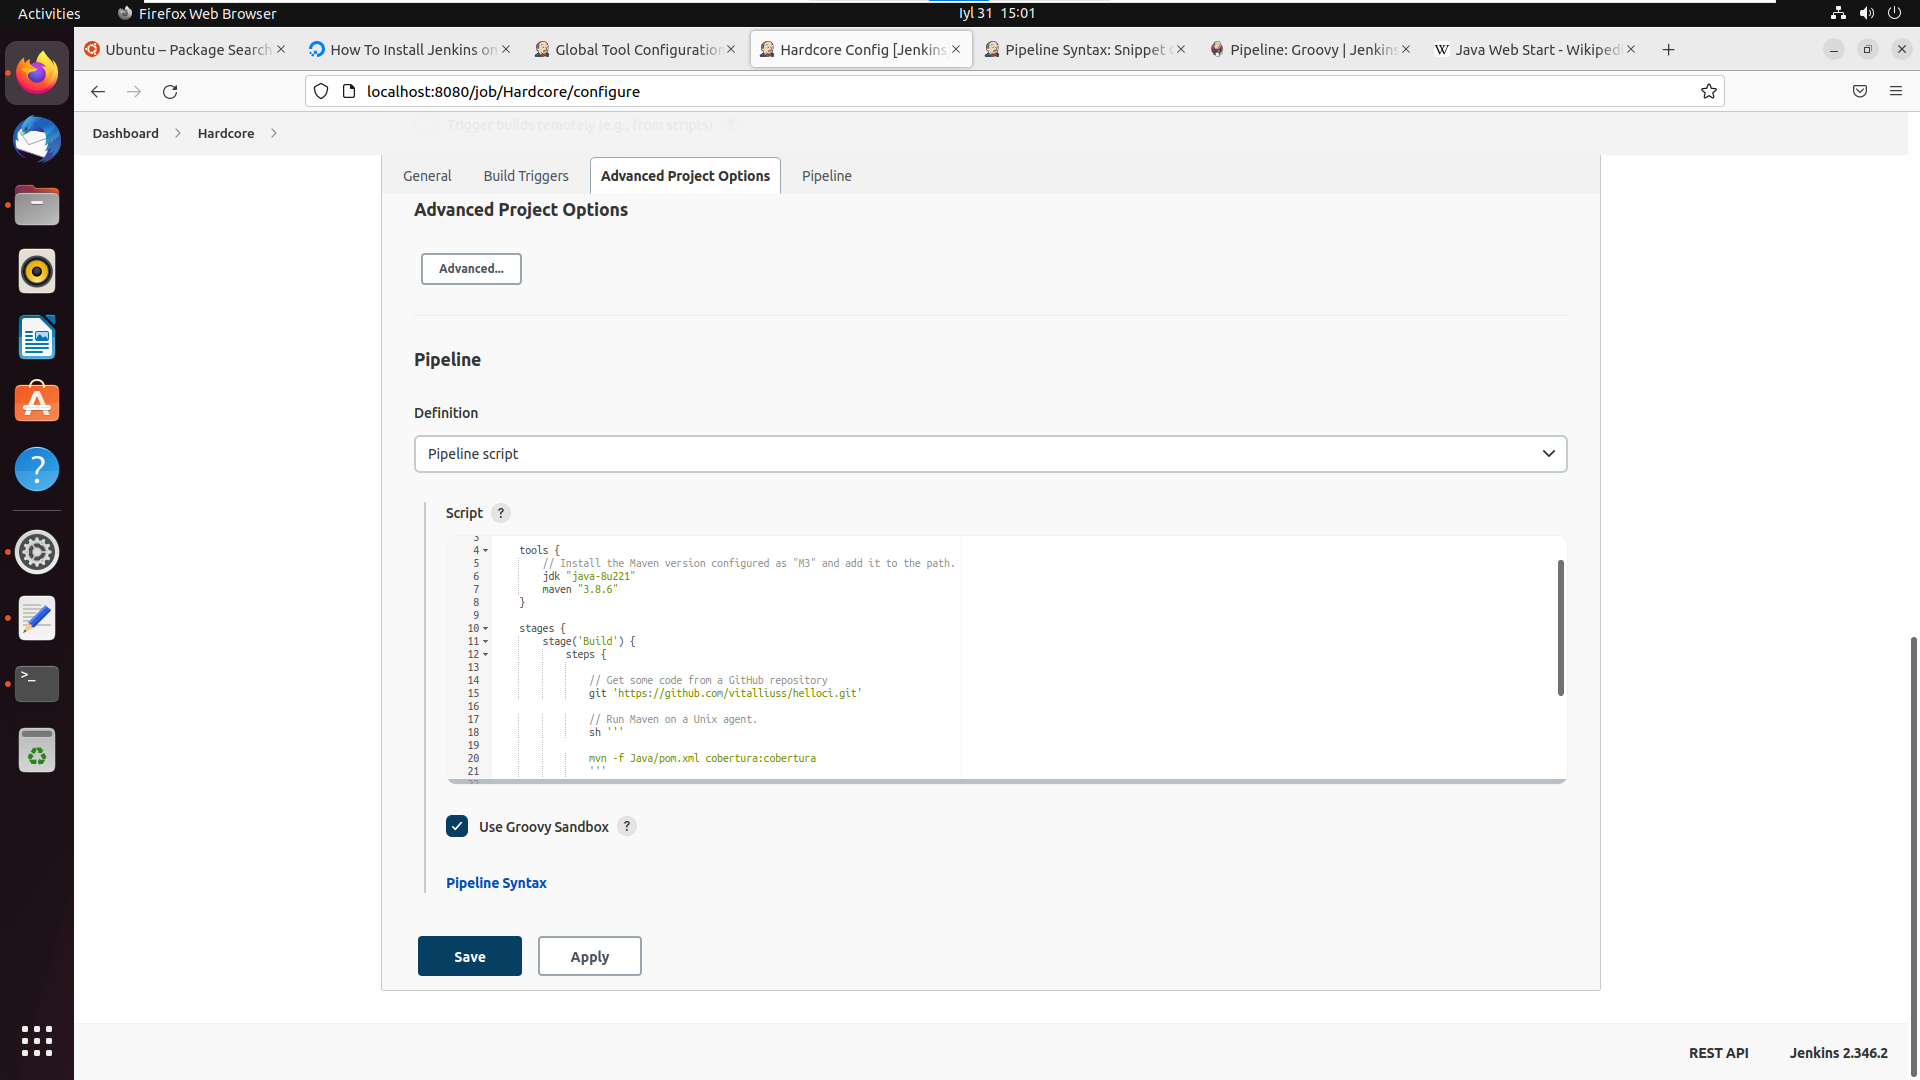 Activities
Firefox Web Browser
Iyl 31 15:01
Ubuntu – Package Search
How To Install Jenkins on
Global Tool Configuration
Hardcore Config [Jenkins
Pipeline Syntax: Snippet
Pipeline: Groovy | Jenkins
W Java Web Start - Wikiped
localhost:8080/job/Hardcore/configure
Dashboard
Hardcore
Trigger builds remotely (e.g., from scripts) ?
General
Build Triggers
Advanced Project Options
Pipeline
Advanced Project Options
Advanced...
Pipeline
Definition
Pipeline script
Script ?
3
4 tools {
5 // Install the Maven version configured as "M3" and add it to the path.
6 jdk "java-8u221"
7 maven "3.8.6"
8 }
9
10 stages {
11 stage('Build') {
12 steps {
13
14 // Get some code from a GitHub repository
15 git 'https://github.com/vitalliuss/helloci.git'
16
17 // Run Maven on a Unix agent.
18 sh '''
19
20 mvn -f Java/pom.xml cobertura:cobertura
21 '''
Use Groovy Sandbox ?
Pipeline Syntax
Save
Apply
REST API
Jenkins 2.346.2